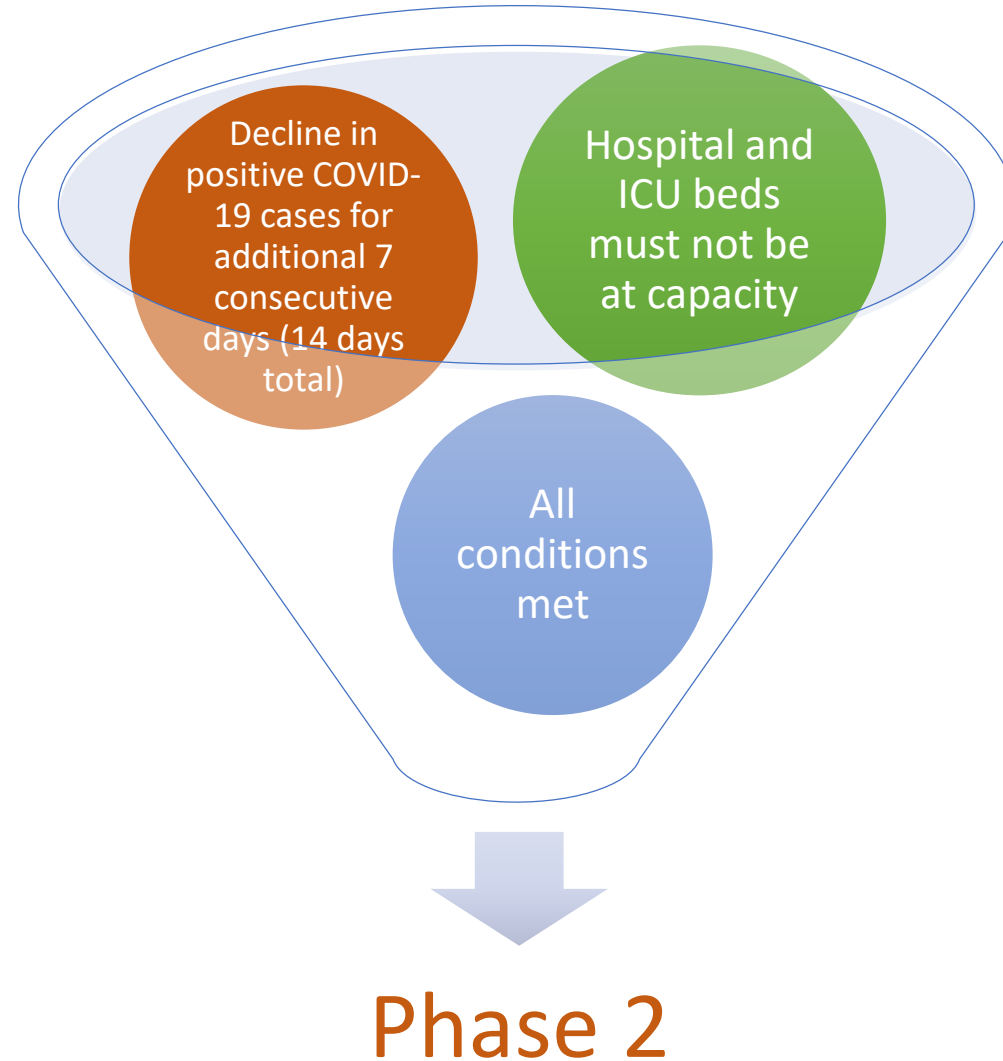 Decline in
positive COVID-
19 cases for
additional 7
consecutive
days (14 days
total)
Hospital and
ICU beds
must not be
at capacity
All
conditions
met
Phase 2